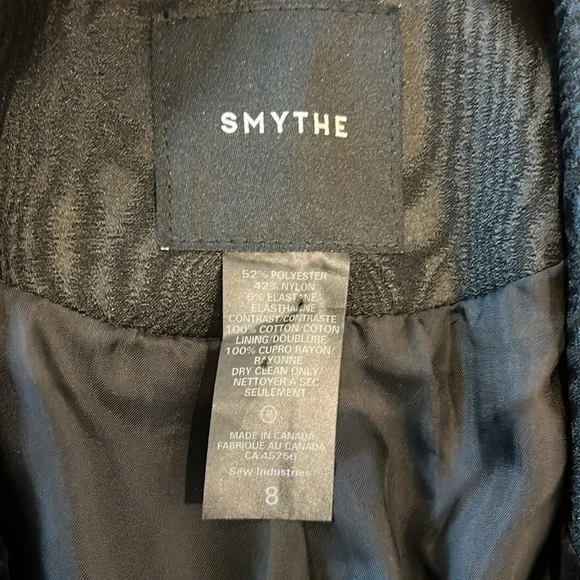 SMYTHE
52% POLYESTER
42% NYLON
6% ELASTANE/
ELASTHANNE
CONTRAST/CONTRASTE
100% COTTON/COTON
LINING/DOUBLURE
100% CUPRO RAYON/
RAYONNE
DRY CLEAN ONLY/
NETTOYER A SEC
SEULEMENT
MADE IN CANADA
FABRIQUE AU CANADA
CA 45756
Sew Industries
8